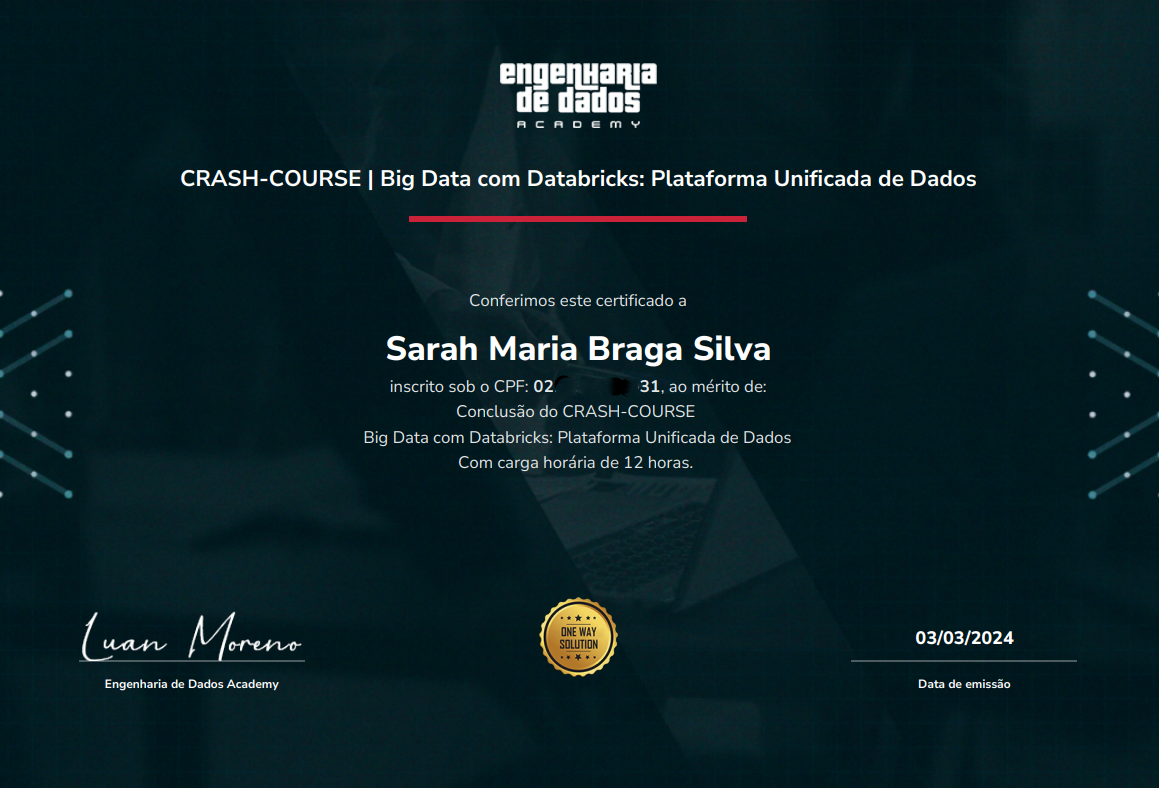 engenharia
de dados
ACADEMY
CRASH-COURSE | Big Data com Databricks: Plataforma Unificada de Dados
Conferimos este certificado a
Sarah Maria Braga Silva
inscrito sob o CPF: 02 31, ao mérito de:
Conclusão do CRASH-COURSE
Big Data com Databricks: Plataforma Unificada de Dados
Com carga horária de 12 horas.
Luan Moreno
Engenharia de Dados Academy
ONE WAY
SOLUTION
03/03/2024
Data de emissão